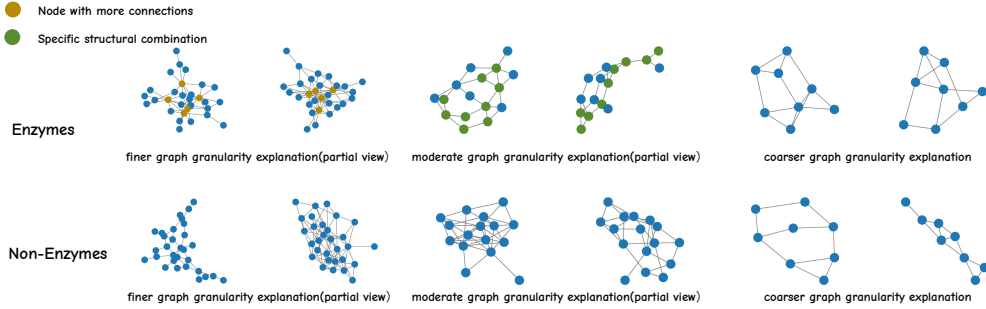 Node with more connections
Specific structural combination
Enzymes
finer graph granularity explanation(partial view)
moderate graph granularity explanation(partial view)
coarser graph granularity explanation
Non-Enzymes
finer graph granularity explanation(partial view)
moderate graph granularity explanation(partial view)
coarser graph granularity explanation